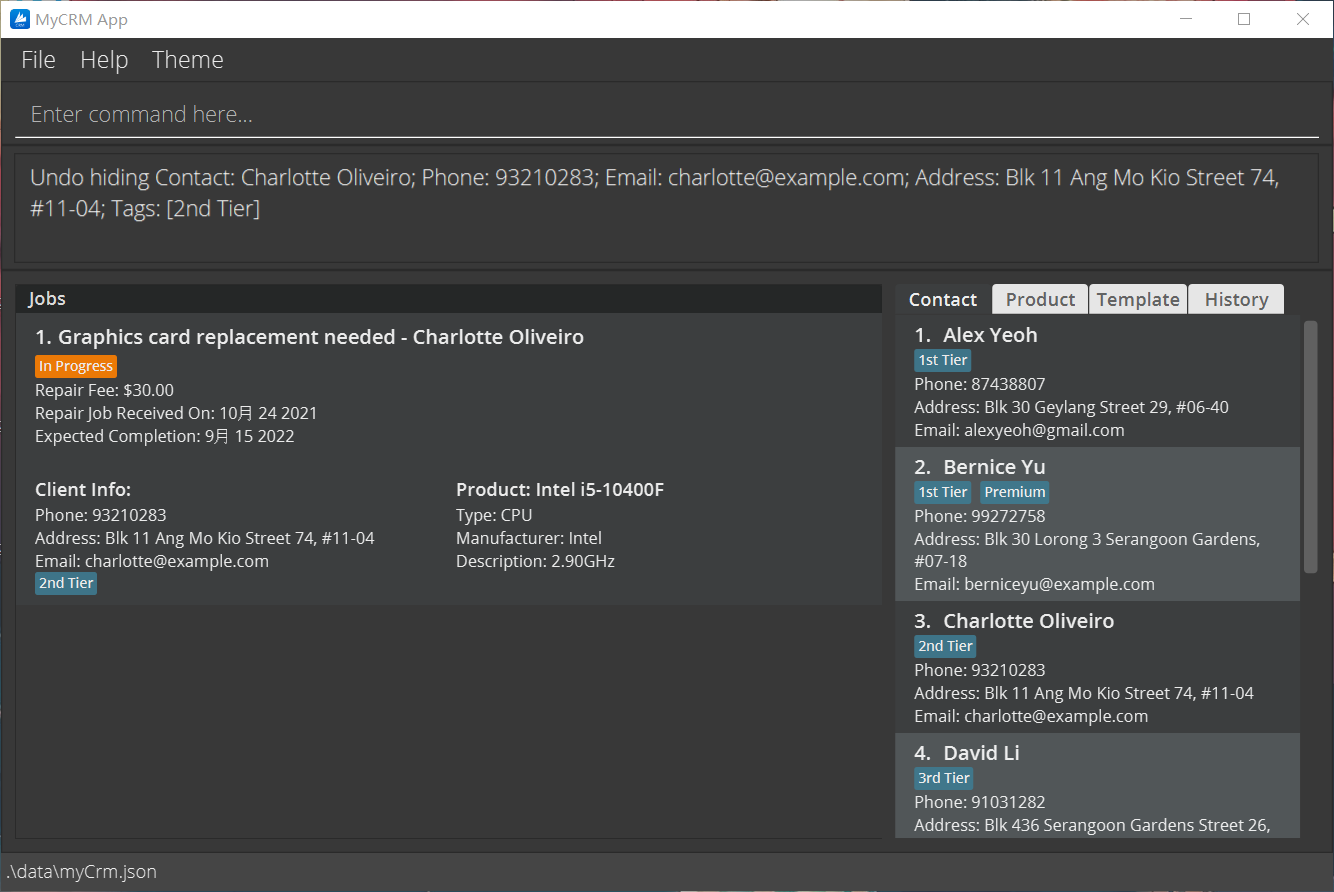 MyCRM App
File Help Theme
Enter command here...
Undo hiding Contact: Charlotte Oliveiro; Phone: 93210283; Email: charlotte@example.com; Address: Blk 11 Ang Mo Kio Street 74,
#11-04; Tags: [2nd Tier]
Jobs
1. Graphics card replacement needed - Charlotte Oliveiro
In Progress
Repair Fee: $30.00
Repair Job Received On: 10月 24 2021
Expected Completion: 9月 15 2022
Client Info:
Phone: 93210283
Address: Blk 11 Ang Mo Kio Street 74, #11-04
Email: charlotte@example.com
2nd Tier
Product: Intel i5-10400F
Type: CPU
Manufacturer: Intel
Description: 2.90GHz
Contact Product Template History
1. Alex Yeoh
1st Tier
Phone: 87438807
Address: Blk 30 Geylang Street 29, #06-40
Email: alexyeoh@gmail.com
2. Bernice Yu
1st Tier Premium
Phone: 99272758
Address: Blk 30 Lorong 3 Serangoon Gardens,
#07-18
Email: berniceyu@example.com
3. Charlotte Oliveiro
2nd Tier
Phone: 93210283
Address: Blk 11 Ang Mo Kio Street 74, #11-04
Email: charlotte@example.com
4. David Li
3rd Tier
Phone: 91031282
Address: Blk 436 Serangoon Gardens Street 26,
.\data\myCrm.json